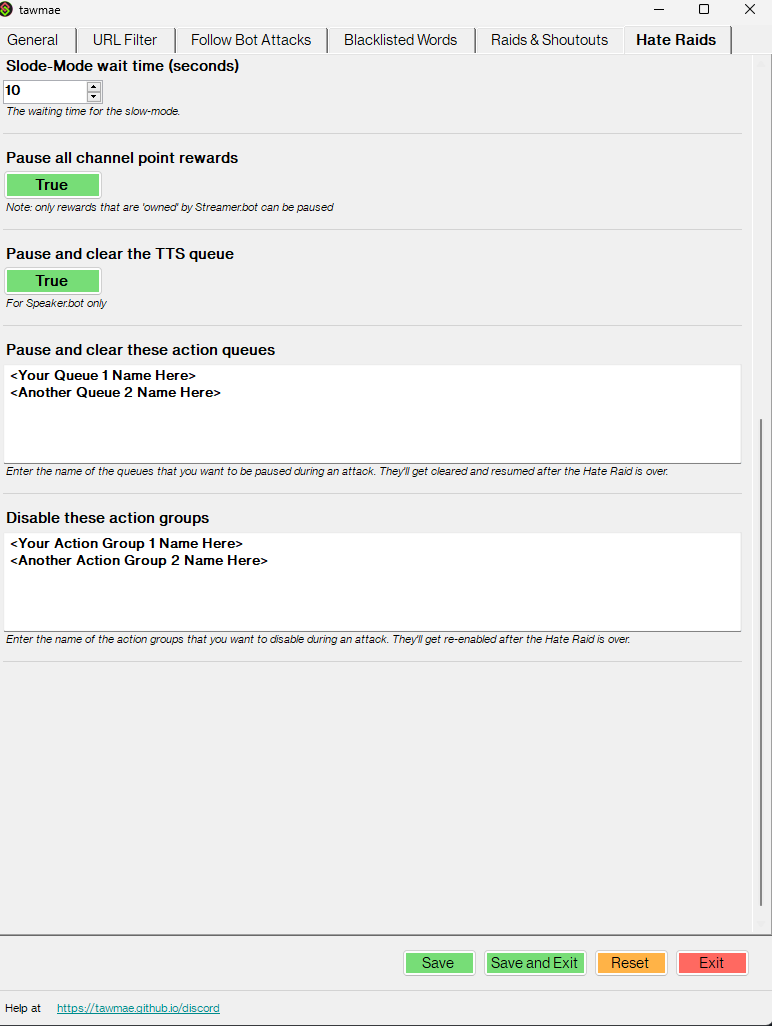 tawmae
General URL Filter Follow Bot Attacks Blacklisted Words Raids & Shoutouts Hate Raids
Slode-Mode wait time (seconds)
10
The waiting time for the slow-mode.
Pause all channel point rewards
True
Note: only rewards that are 'owned' by Streamer.bot can be paused
Pause and clear the TTS queue
True
For Speaker.bot only
Pause and clear these action queues
<Your Queue 1 Name Here>
<Another Queue 2 Name Here>
Enter the name of the queues that you want to be paused during an attack. They'll get cleared and resumed after the Hate Raid is over.
Disable these action groups
<Your Action Group 1 Name Here>
<Another Action Group 2 Name Here>
Enter the name of the action groups that you want to disable during an attack. They'll get re-enabled after the Hate Raid is over.
Save Save and Exit Reset Exit
Help at https://tawmae.github.io/discord